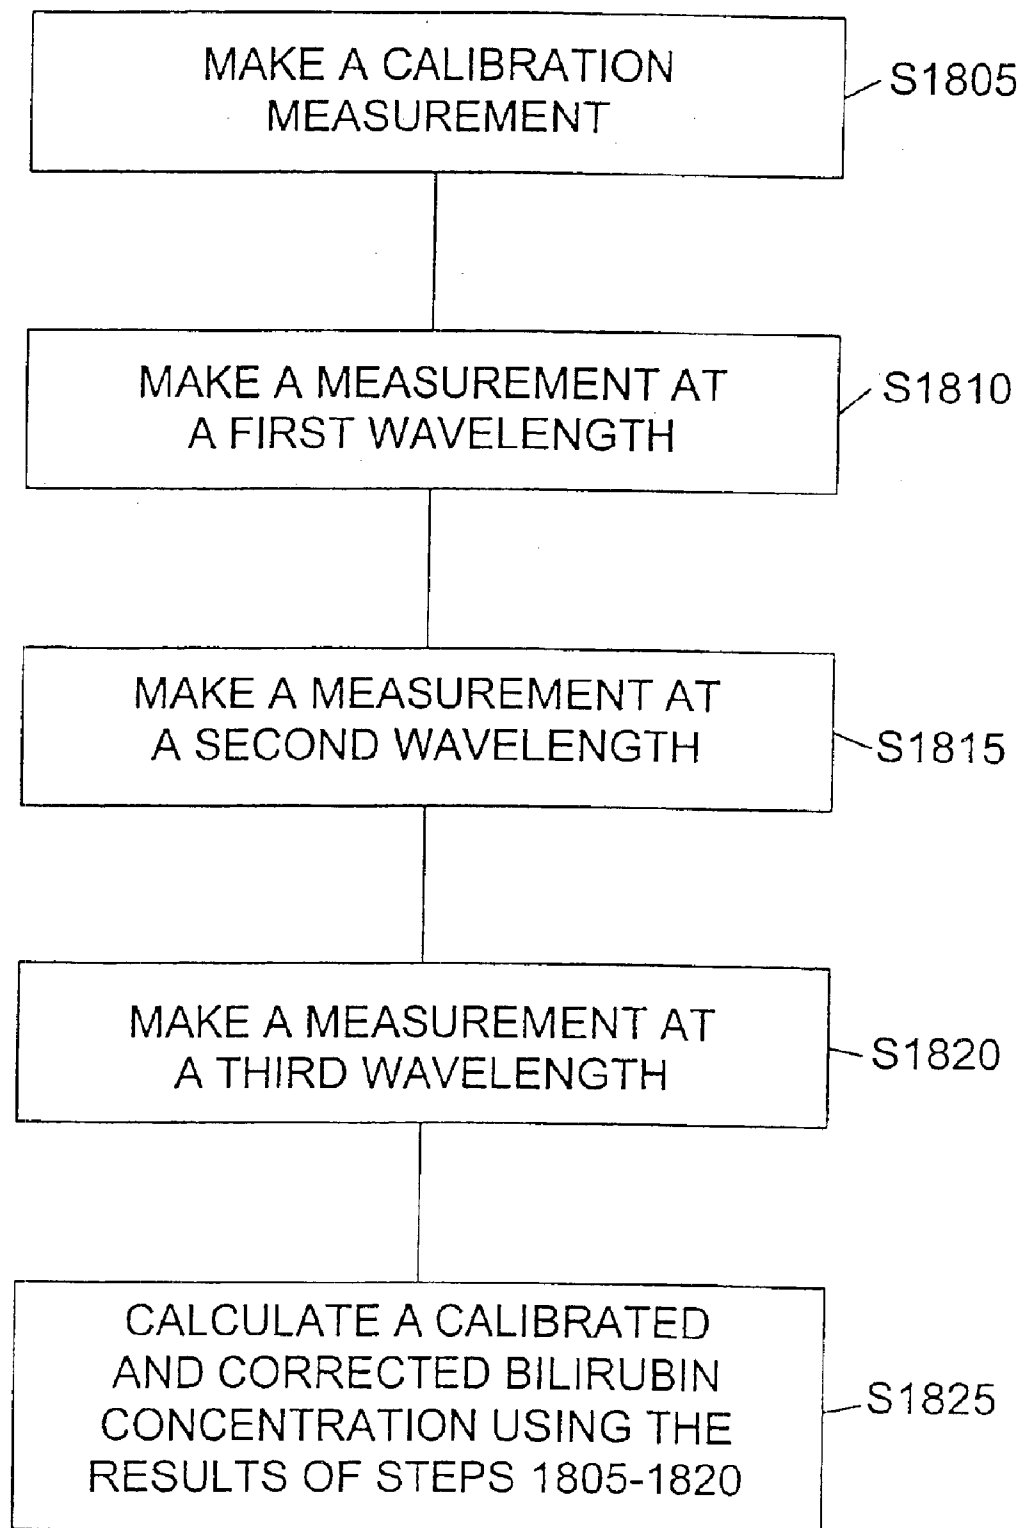 MAKE A CALIBRATION
MEASUREMENT
S1805
MAKE A MEASUREMENT AT
A FIRST WAVELENGTH
S1810
MAKE A MEASUREMENT AT
A SECOND WAVELENGTH
S1815
MAKE A MEASUREMENT AT
A THIRD WAVELENGTH
S1820
CALCULATE A CALIBRATED
AND CORRECTED BILIRUBIN
CONCENTRATION USING THE
RESULTS OF STEPS 1805-1820
S1825